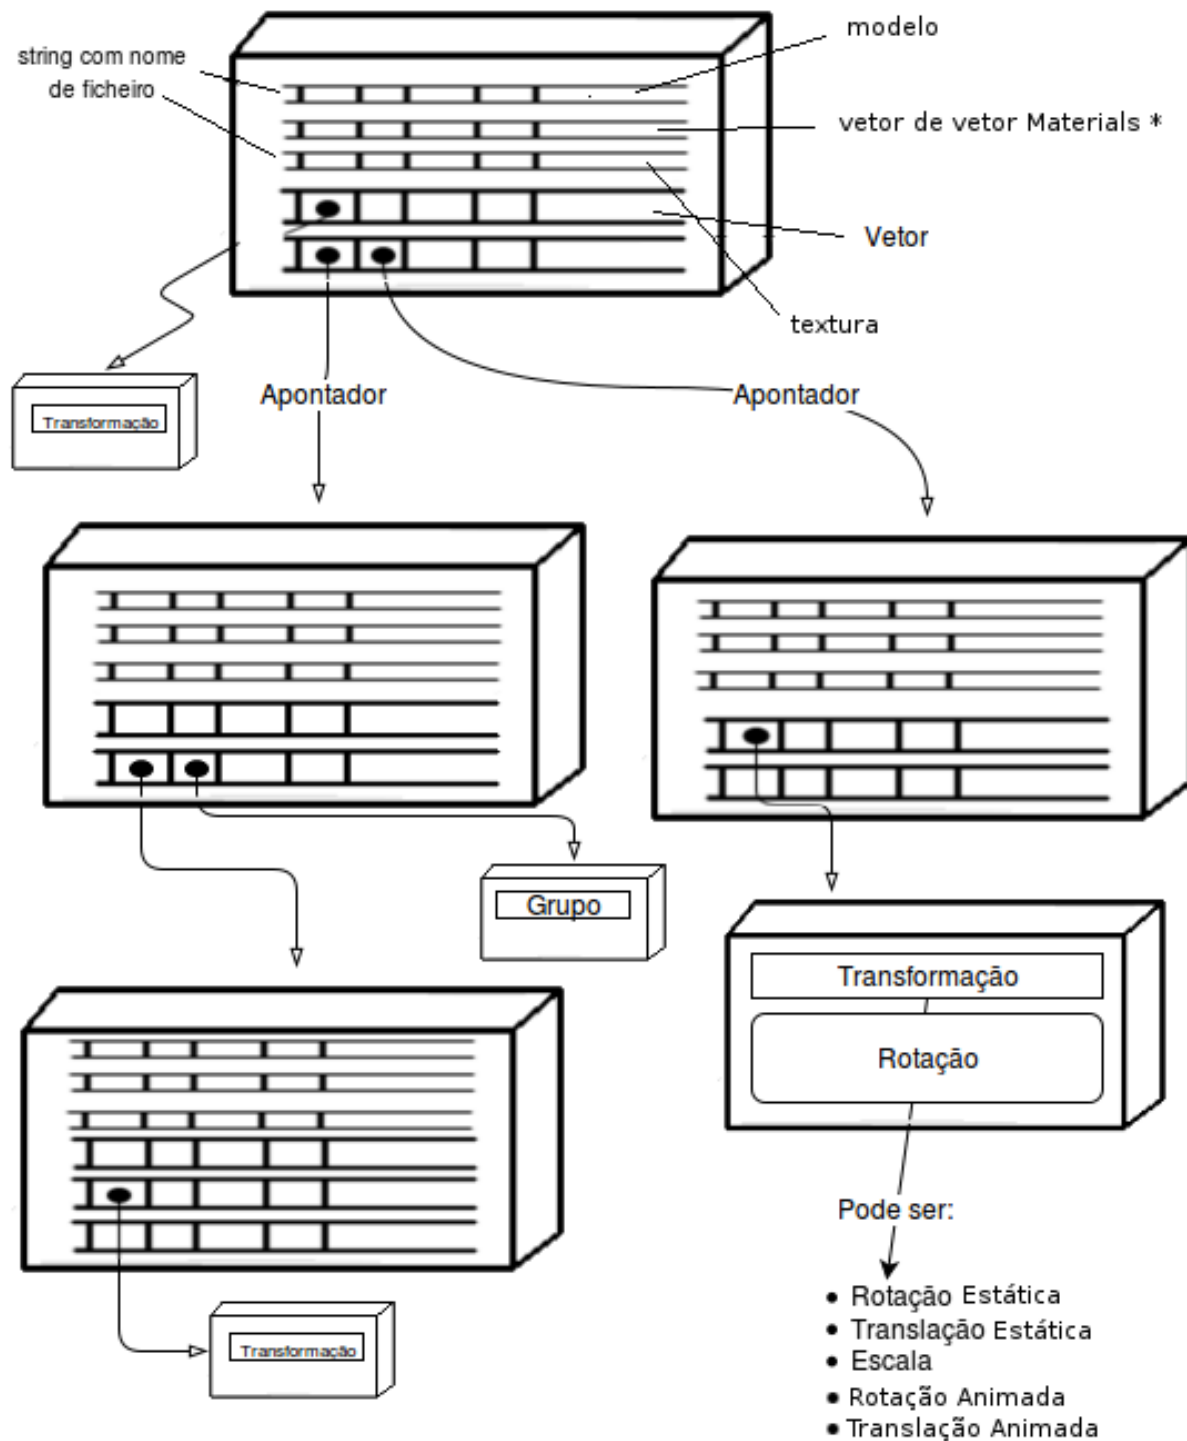 modelo
string com nome
de ficheiro
vetor de vetor Materials *
Vetor
textura
Apontador
Apontador
Transformação
Grupo
Transformação
Rotação
Pode ser:
• Rotação Estática
• Translação Estática
• Escala
• Rotação Animada
• Translação Animada
Transformação